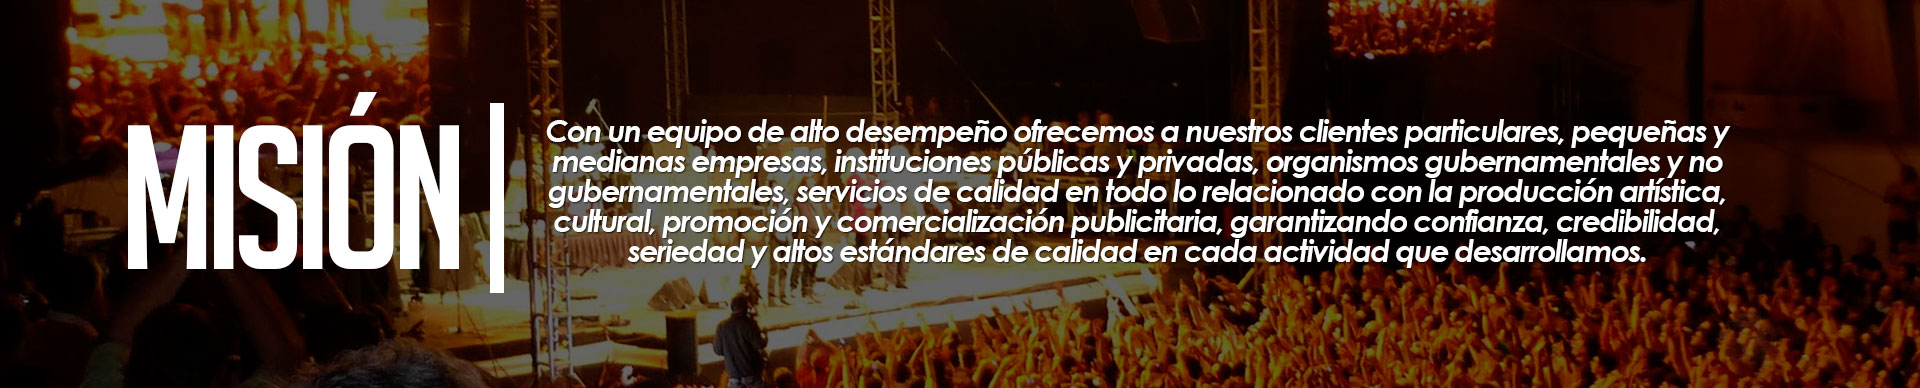 MISIÓN
Con un equipo de alto desempeño ofrecemos a nuestros clientes particulares, pequeñas y
medianas empresas, instituciones públicas y privadas, organismos gubernamentales y no
gubernamentales, servicios de calidad en todo lo relacionado con la producción artística,
cultural, promoción y comercialización publicitaria, garantizando confianza, credibilidad,
seriedad y altos estándares de calidad en cada actividad que desarrollamos.